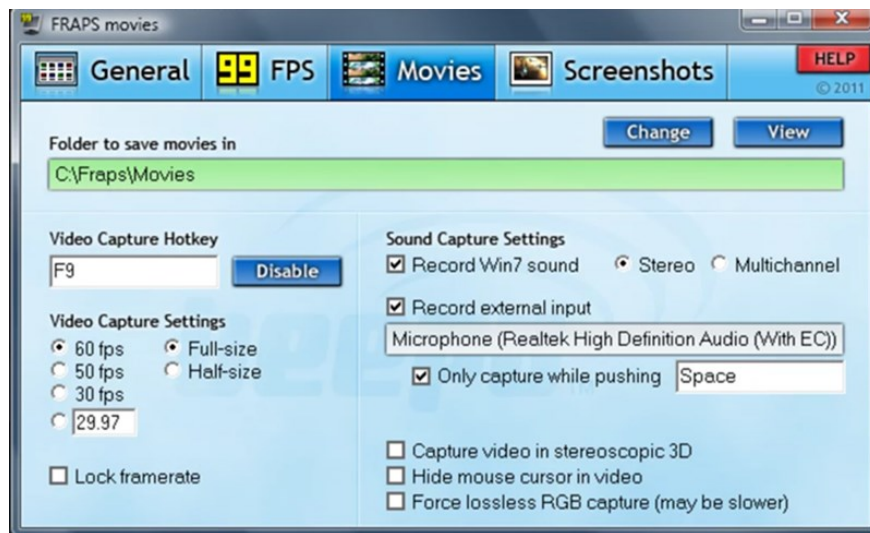 FRAPS movies
General
99 FPS
Movies
Screenshots
HELP
© 2011
Folder to save movies in
Change
View
C:\Fraps\Movies
Video Capture Hotkey
F9
Disable
Video Capture Settings
60 fps
Full-size
50 fps
Half-size
30 fps
29.97
Lock framerate
Sound Capture Settings
Record Win7 sound
Stereo
Multichannel
Record external input
Microphone (Realtek High Definition Audio (With EC))
Only capture while pushing
Space
Capture video in stereoscopic 3D
Hide mouse cursor in video
Force lossless RGB capture (may be slower)